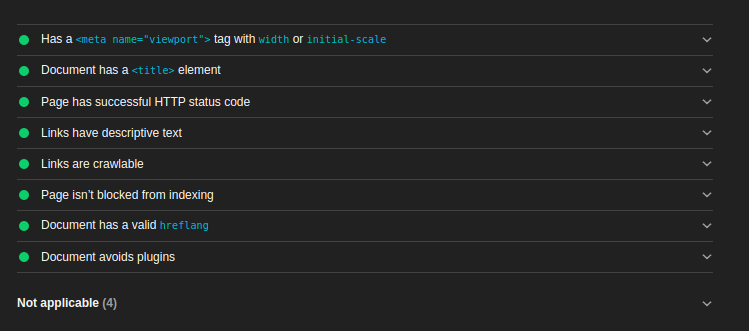 Has a <meta name="viewport"> tag with width or initial-scale
Document has a <title> element
Page has successful HTTP status code
Links have descriptive text
Links are crawlable
Page isn’t blocked from indexing
Document has a valid hreflang
Document avoids plugins
Not applicable (4)